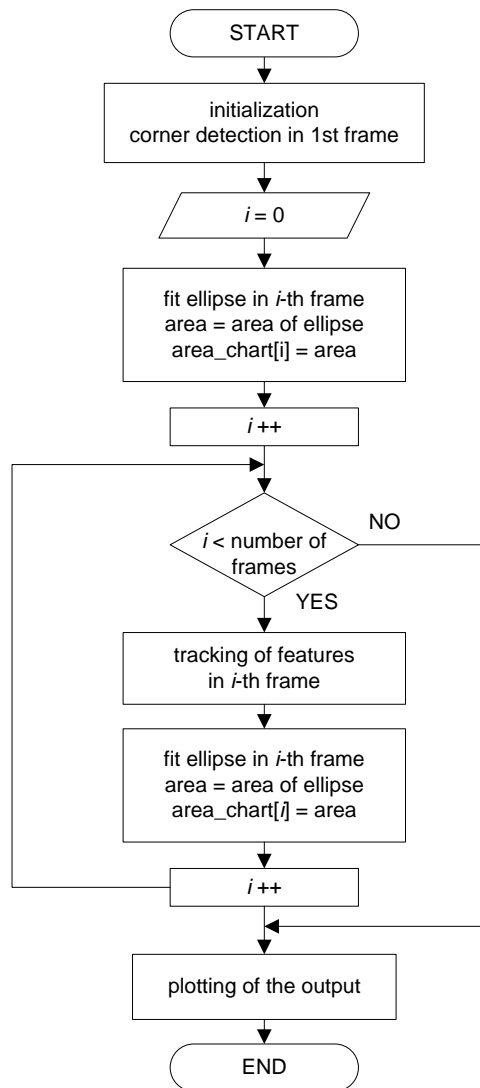 START
initialization
corner detection in 1st frame
i = 0
fit ellipse in i-th frame
area = area of ellipse
area_chart[i] = area
i ++
i < number of
frames
NO
YES
tracking of features
in i-th frame
fit ellipse in i-th frame
area = area of ellipse
area_chart[i] = area
i ++
plotting of the output
END